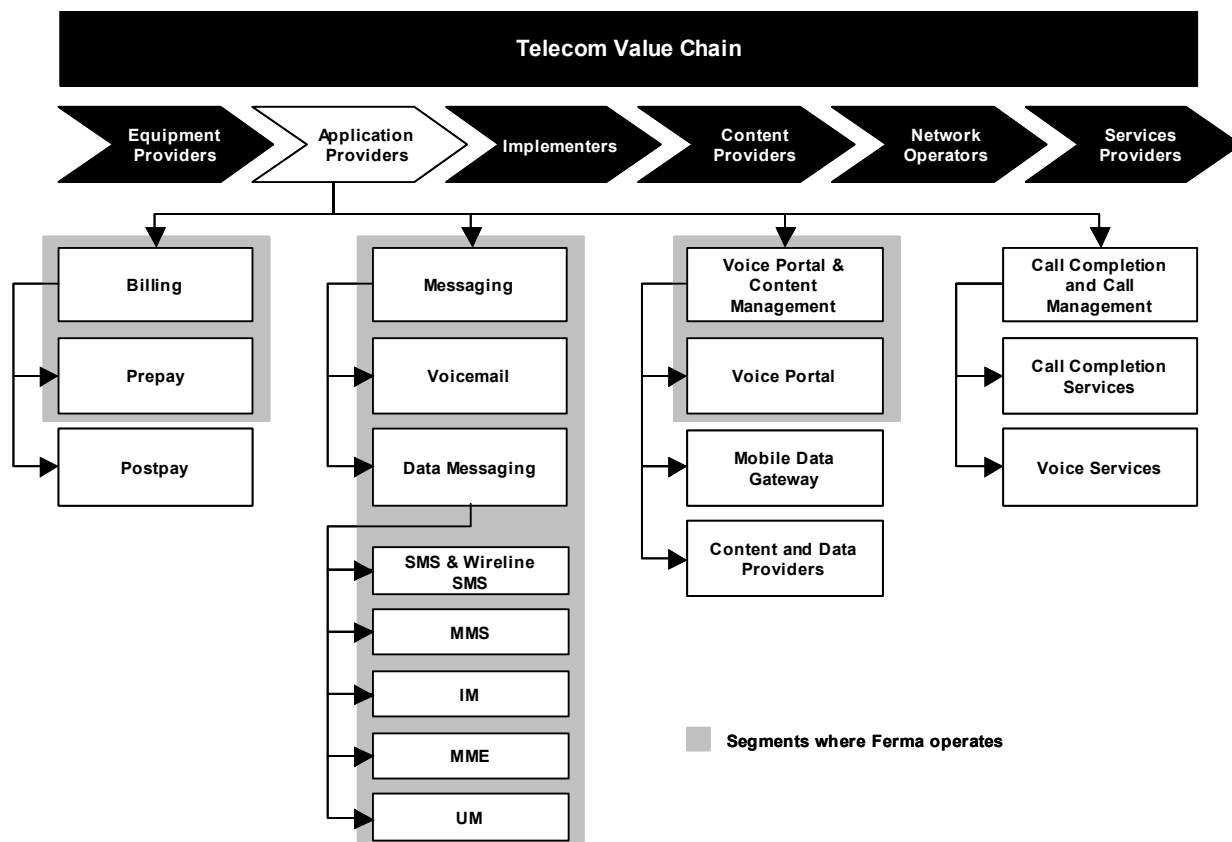 Telecom Value Chain
Equipment
Providers
Application
Providers
Implementers
Content
Providers
Network
Operators
Services
Providers
Billing
Prepay
Postpay
Messaging
Voicemail
Data Messaging
SMS & Wireline
SMS
MMS
IM
MME
UM
Voice Portal &
Content
Management
Voice Portal
Mobile Data
Gateway
Content and Data
Providers
Call Completion
and Call
Management
Call Completion
Services
Voice Services
Segments where Ferma operates